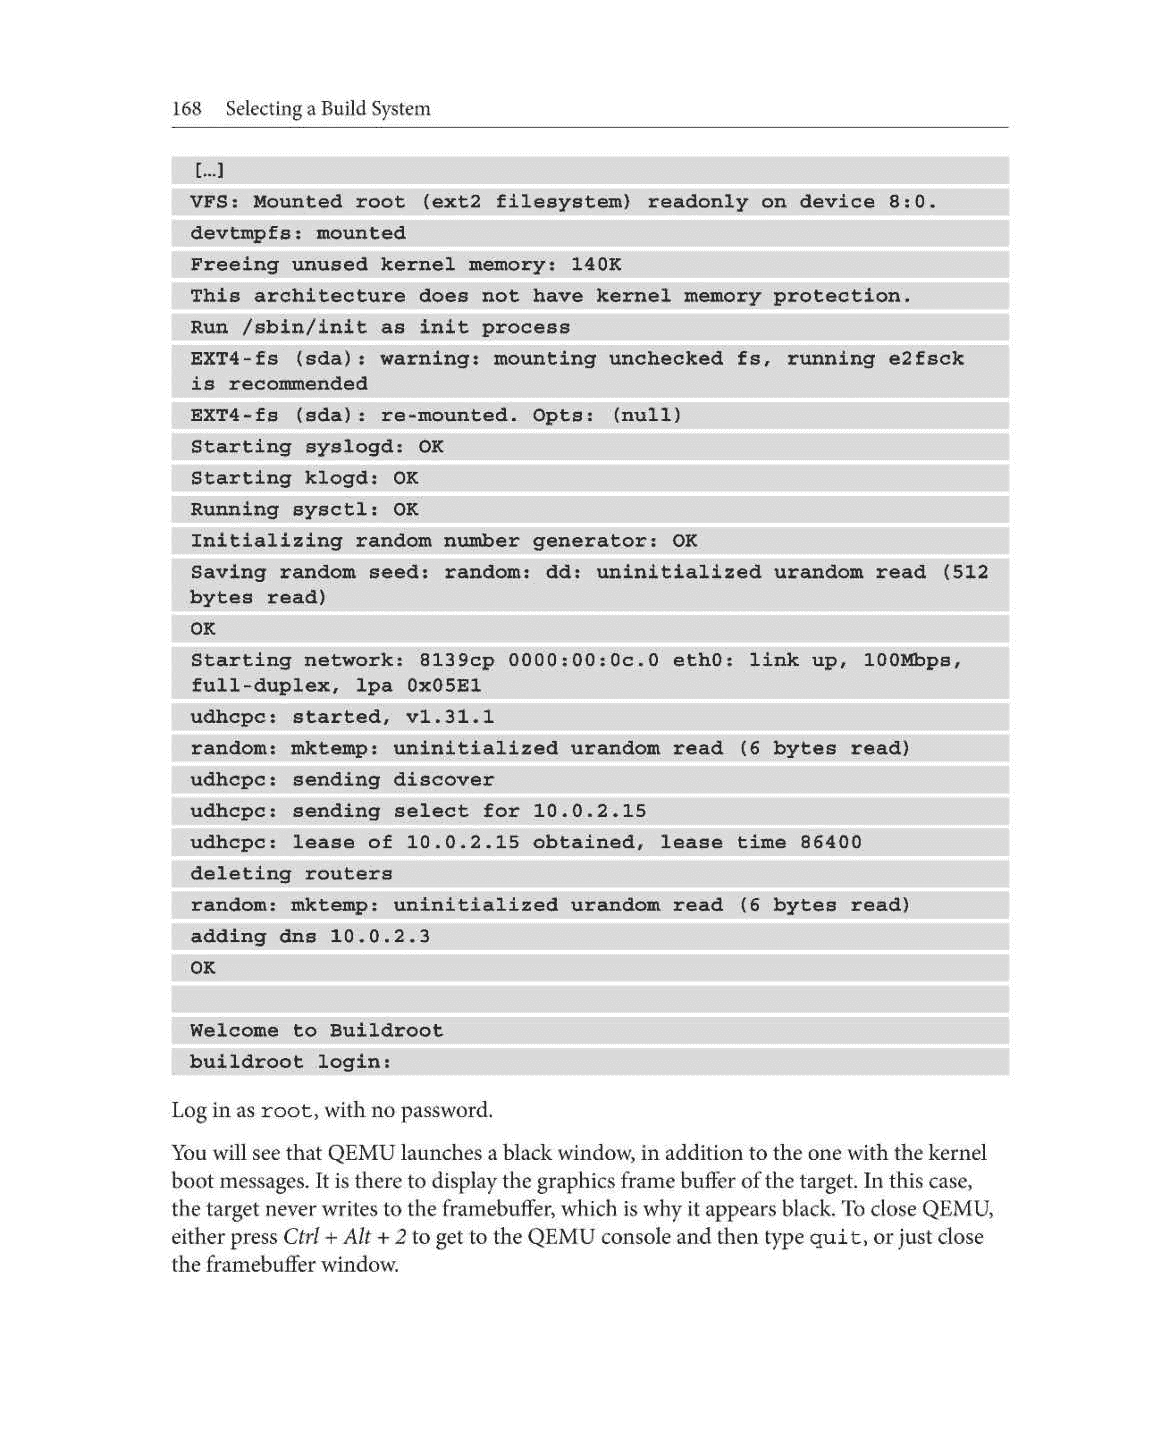 168 Selecting a Build System
[…]
VFS: Mounted root (ext2 filesystem) readonly on device 8:0.
devtmpfs: mounted
Freeing unused kernel memory: 140K
This architecture does not have kernel memory protection.
Run /sbin/init as init process
EXT4-fs (sda): warning: mounting unchecked fs, running e2fsck
is recommended
EXT4-fs (sda): re-mounted. Opts: (null)
Starting syslogd: OK
Starting klogd: OK
Running sysctl: OK
Initializing random number generator: OK
Saving random seed: random: dd: uninitialized urandom read (512
bytes read)
OK
Starting network: 8139cp 0000:00:0c.0 eth0: link up, 100Mbps,
full-duplex, lpa 0x05E1
udhcpc: started, v1.31.1
random: mktemp: uninitialized urandom read (6 bytes read)
udhcpc: sending discover
udhcpc: sending select for 10.0.2.15
udhcpc: lease of 10.0.2.15 obtained, lease time 86400
deleting routers
random: mktemp: uninitialized urandom read (6 bytes read)
adding dns 10.0.2.3
OK
Welcome to Buildroot
buildroot login:
Log in as root, with no password.
You will see that QEMU launches a black window, in addition to the one with the kernel
boot messages. It is there to display the graphics frame buffer of the target. In this case,
the target never writes to the framebuffer, which is why it appears black. To close QEMU,
either press Ctrl + Alt + 2 to get to the QEMU console and then type quit, or just close
the framebuffer window.